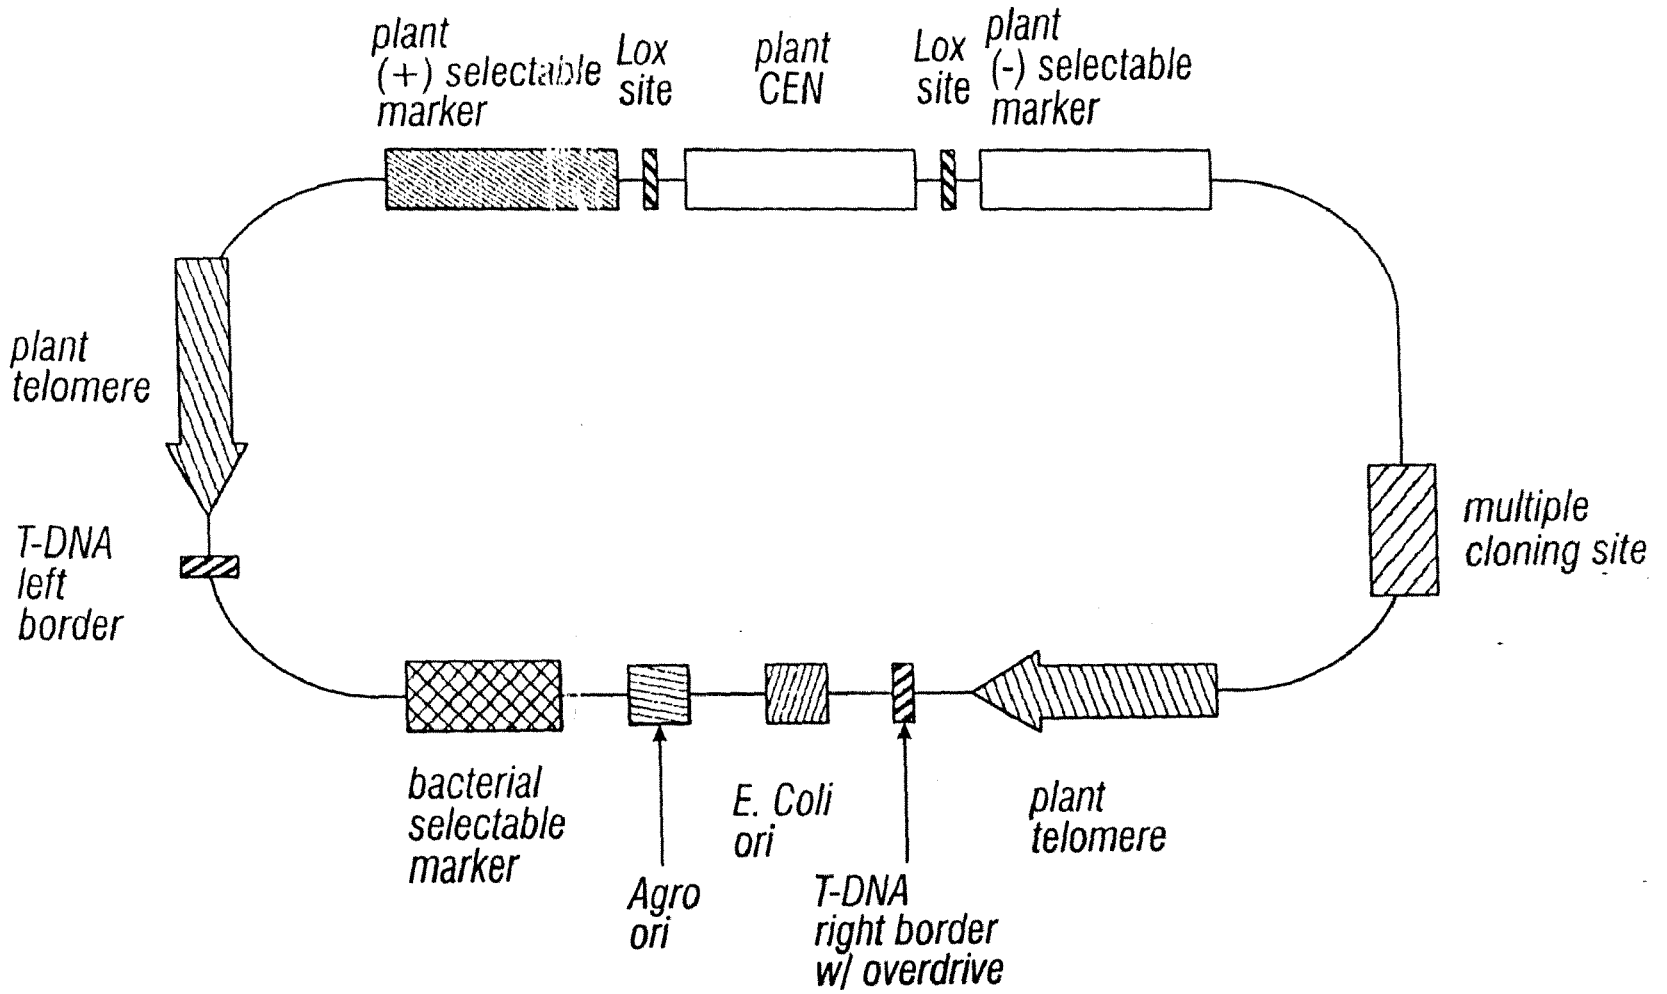 plant
(+) selectable
marker
Lox
site
plant
CEN
Lox
site
plant
(-) selectable
marker
plant
telomere
multiple
cloning site
T-DNA
left
border
bacterial
selectable
marker
Agro
ori
E. Coli
ori
T-DNA
right border
w/ overdrive
plant
telomere